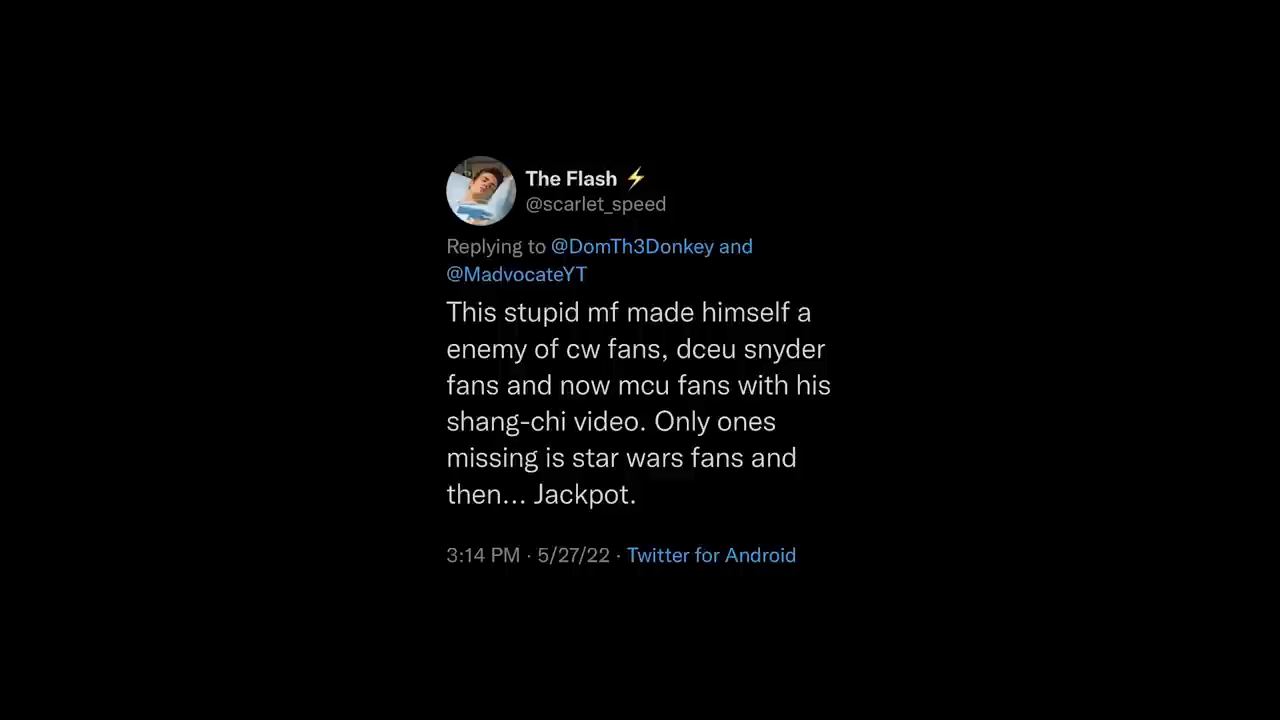 The Flash ⚡
@scarlet_speed
Replying to @DomTh3Donkey and
@MadvocateYT
This stupid mf made himself a
enemy of cw fans, dceu snyder
fans and now mcu fans with his
shang-chi video. Only ones
missing is star wars fans and
then... Jackpot.
3:14 PM · 5/27/22 · Twitter for Android